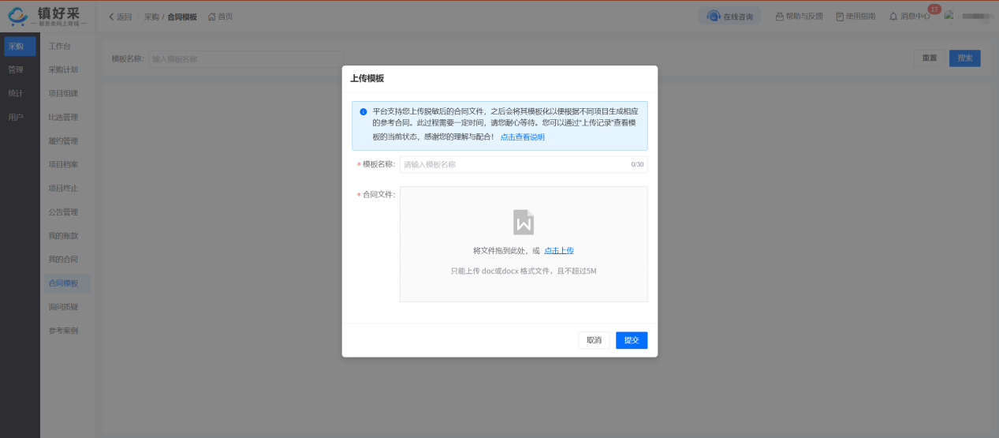 镇好采
服务类网上商城
返回 采购 / 合同模板 首页
在线咨询 帮助与反馈 使用指南 消息中心 17
采购
管理
统计
用户
工作台
采购计划
项目组建
比选管理
履约管理
项目档案
项目终止
公告管理
我的账款
我的合同
合同模板
询问质疑
参考案例
模板名称: 输入模板名称
重置 搜索
上传模板
平台支持您上传脱敏后的合同文件，之后会将其模板化以便根据不同项目生成相应
的参考合同。此过程需要一定时间，请您耐心等待。您可以通过"上传记录"查看模
板的当前状态，感谢您的理解与配合！ 点击查看说明
* 模板名称: 请输入模板名称 0/30
* 合同文件:
将文件拖到此处，或 点击上传
只能上传 doc或docx 格式文件，且不超过5M
取消 提交